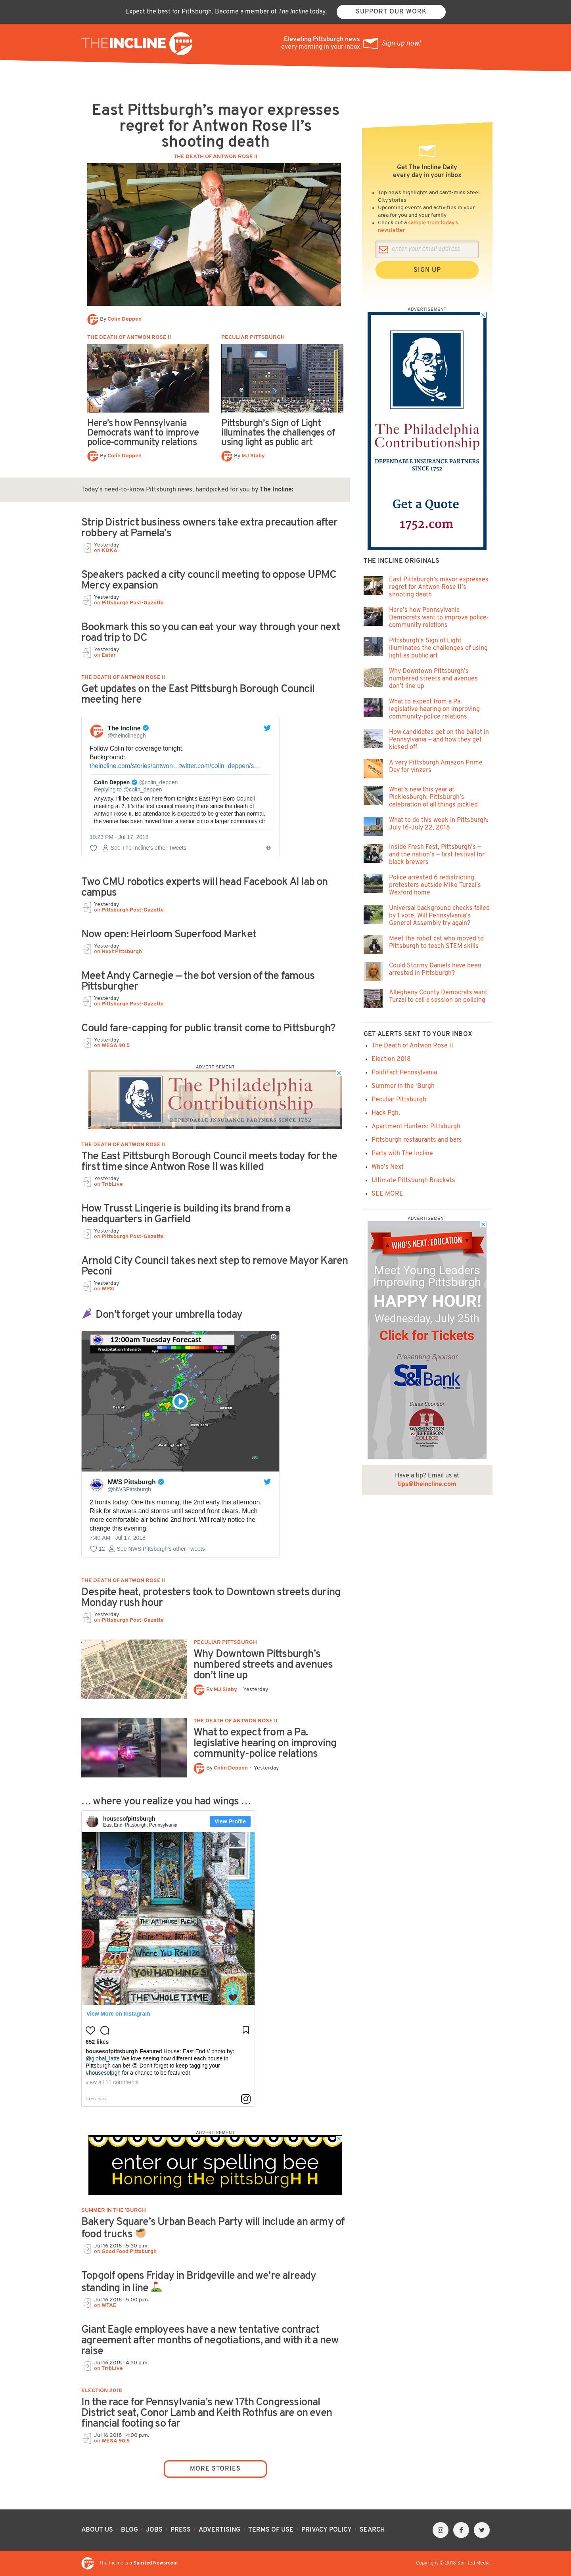 Expect the best for Pittsburgh. Become a member of The Incline today.
SUPPORT OUR WORK
THEINCLINE
Elevating Pittsburgh news
every morning in your inbox
Sign up now!
East Pittsburgh's mayor expresses
regret for Antwon Rose II's
shooting death
THE DEATH OF ANTWON ROSE II
By Colin Deppen
THE DEATH OF ANTWON ROSE II
Here's how Pennsylvania
Democrats want to improve
police-community relations
By Colin Deppen
PECULIAR PITTSBURGH
Pittsburgh's Sign of Light
illuminates the challenges of
using light as public art
By MJ Slaby
Today's need-to-know Pittsburgh news, handpicked for you by The Incline:
Strip District business owners take extra precaution after
robbery at Pamela's
Yesterday
on KDKA
Speakers packed a city council meeting to oppose UPMC
Mercy expansion
Yesterday
on Pittsburgh Post-Gazette
Bookmark this so you can eat your way through your next
road trip to DC
Yesterday
on Eater
THE DEATH OF ANTWON ROSE II
Get updates on the East Pittsburgh Borough Council
meeting here
The Incline
@theinclinepgh
Follow Colin for coverage tonight.
Background:
theincline.com/stories/antwon…twitter.com/colin_deppen/s…
Colin Deppen @colin_deppen
Replying to @colin_deppen
Anyway, I'll be back on here from tonight's East Pgh Boro Council
meeting at 7. It's the first council meeting there since the death of
Antwon Rose II. Bc attendance is expected to be greater than normal,
the venue has been moved from a senior ctr to a larger community ctr
10:23 PM - Jul 17, 2018
See The Incline's other Tweets
Two CMU robotics experts will head Facebook AI lab on
campus
Yesterday
on Pittsburgh Post-Gazette
Now open: Heirloom Superfood Market
Yesterday
on Next Pittsburgh
Meet Andy Carnegie — the bot version of the famous
Pittsburgher
Yesterday
on Pittsburgh Post-Gazette
Could fare-capping for public transit come to Pittsburgh?
Yesterday
on WESA 90.5
ADVERTISEMENT
The Philadelphia
Contributionship
THE DEATH OF ANTWON ROSE II
The East Pittsburgh Borough Council meets today for the
first time since Antwon Rose II was killed
Yesterday
on TribLive
How Trusst Lingerie is building its brand from a
headquarters in Garfield
Yesterday
on Pittsburgh Post-Gazette
Arnold City Council takes next step to remove Mayor Karen
Peconi
Yesterday
on WPXI
Don't forget your umbrella today
12:00am Tuesday Forecast
Precipitation Intensity
NWS Pittsburgh
@NWSPittsburgh
2 fronts today. One this morning, the 2nd early this afternoon.
Risk for showers and storms until second front clears. Much
more comfortable air behind 2nd front. Will really notice the
change this evening.
7:40 AM - Jul 17, 2018
12 See NWS Pittsburgh's other Tweets
THE DEATH OF ANTWON ROSE II
Despite heat, protesters took to Downtown streets during
Monday rush hour
Yesterday
on Pittsburgh Post-Gazette
PECULIAR PITTSBURGH
Why Downtown Pittsburgh's
numbered streets and avenues
don't line up
By MJ Slaby · Yesterday
THE DEATH OF ANTWON ROSE II
What to expect from a Pa.
legislative hearing on improving
community-police relations
By Colin Deppen · Yesterday
… where you realize you had wings …
housesofpittsburgh
East End, Pittsburgh, Pennsylvania
View Profile
THE ARTHOUSE
Where You Realize
YOU HAD WINGS
THE WHOLE TIME
View More on Instagram
652 likes
housesofpittsburgh Featured House: East End // photo by:
@global_latte We love seeing how different each house in
Pittsburgh can be! 😍 Don't forget to keep tagging your
#housesofpgh for a chance to be featured!
view all 11 comments
ADVERTISEMENT
enter our spelling bee
Honoring tHe pittsburgH H
SUMMER IN THE 'BURGH
Bakery Square's Urban Beach Party will include an army of
food trucks
Jul 16 2018 · 5:30 p.m.
on Good Food Pittsburgh
Topgolf opens Friday in Bridgeville and we're already
standing in line
Jul 16 2018 · 5:00 p.m.
on WTAE
Giant Eagle employees have a new tentative contract
agreement after months of negotiations, and with it a new
raise
Jul 16 2018 · 4:30 p.m.
on TribLive
ELECTION 2018
In the race for Pennsylvania's new 17th Congressional
District seat, Conor Lamb and Keith Rothfus are on even
financial footing so far
Jul 16 2018 · 4:00 p.m.
on WESA 90.5
MORE STORIES
Get The Incline Daily
every day in your inbox
Top news highlights and can't-miss Steel
City stories
Upcoming events and activities in your
area for you and your family
Check out a sample from today's
newsletter
enter your email address
SIGN UP
ADVERTISEMENT
The Philadelphia
Contributionship
DEPENDABLE INSURANCE PARTNERS
SINCE 1752
Get a Quote
1752.com
THE INCLINE ORIGINALS
East Pittsburgh's mayor expresses
regret for Antwon Rose II's
shooting death
Here's how Pennsylvania
Democrats want to improve police-
community relations
Pittsburgh's Sign of Light
illuminates the challenges of using
light as public art
Why Downtown Pittsburgh's
numbered streets and avenues
don't line up
What to expect from a Pa.
legislative hearing on improving
community-police relations
How candidates get on the ballot in
Pennsylvania — and how they get
kicked off
A very Pittsburgh Amazon Prime
Day for yinzers
What's new this year at
Picklesburgh, Pittsburgh's
celebration of all things pickled
What to do this week in Pittsburgh:
July 16-July 22, 2018
Inside Fresh Fest, Pittsburgh's —
and the nation's — first festival for
black brewers
Police arrested 6 redistricting
protesters outside Mike Turzai's
Wexford home
Universal background checks failed
by 1 vote. Will Pennsylvania's
General Assembly try again?
Meet the robot cat who moved to
Pittsburgh to teach STEM skills
Could Stormy Daniels have been
arrested in Pittsburgh?
Allegheny County Democrats want
Turzai to call a session on policing
GET ALERTS SENT TO YOUR INBOX
The Death of Antwon Rose II
Election 2018
PolitiFact Pennsylvania
Summer in the 'Burgh
Peculiar Pittsburgh
Hack Pgh.
Apartment Hunters: Pittsburgh
Pittsburgh restaurants and bars
Party with The Incline
Who's Next
Ultimate Pittsburgh Brackets
SEE MORE
ADVERTISEMENT
WHO'S NEXT: EDUCATION
Meet Young Leaders
Improving Pittsburgh
HAPPY HOUR!
Wednesday, July 25th
Click for Tickets
Presenting Sponsor
S&T Bank
Class Sponsor
WASHINGTON &
JEFFERSON
COLLEGE
Have a tip? Email us at
tips@theincline.com
ABOUT US · BLOG · JOBS · PRESS · ADVERTISING · TERMS OF USE · PRIVACY POLICY · SEARCH
The Incline is a Spirited Newsroom
Copyright © 2018 Spirited Media